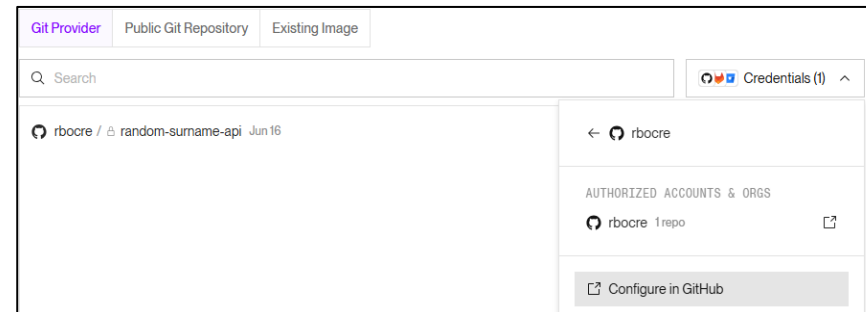 Git Provider Public Git Repository Existing Image
Search
Credentials (1)
rbocre / random-surname-api Jun 16
rbocre
AUTHORIZED ACCOUNTS & ORGS
rbocre 1 repo
Configure in GitHub